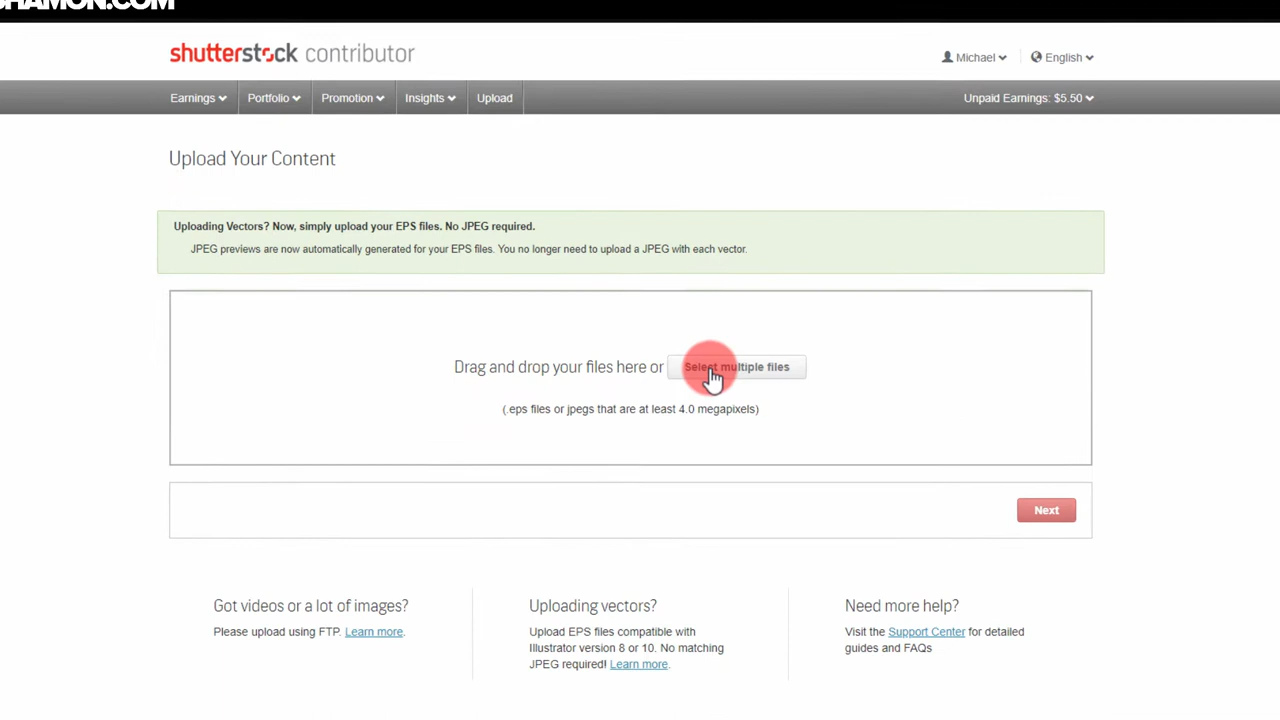 SHAMON.COM
shutterstock contributor
Michael
English
Earnings
Portfolio
Promotion
Insights
Upload
Unpaid Earnings: $5.50
Upload Your Content
Uploading Vectors? Now, simply upload your EPS files. No JPEG required.
JPEG previews are now automatically generated for your EPS files. You no longer need to upload a JPEG with each vector.
Drag and drop your files here or Select multiple files
(.eps files or jpegs that are at least 4.0 megapixels)
Next
Got videos or a lot of images?
Please upload using FTP. Learn more.
Uploading vectors?
Upload EPS files compatible with
Illustrator version 8 or 10. No matching
JPEG required! Learn more.
Need more help?
Visit the Support Center for detailed
guides and FAQs